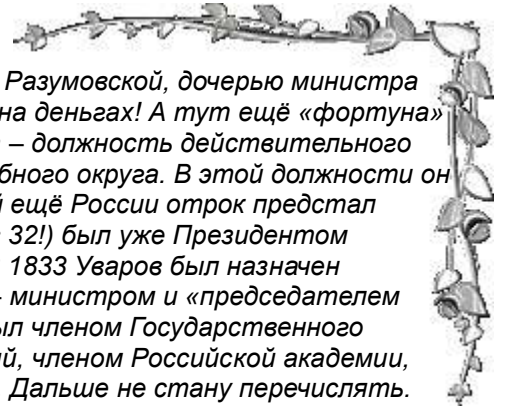 Разумовской, дочерью министра
на деньгах! А тут ещё «фортуна»
– должность действительного
бного округа. В этой должности он
й ещё России отрок предстал
32!) был уже Президентом
1833 Уваров был назначен
министром и «председателем
ыл членом Государственного
ий, членом Российской академии,
Дальше не стану перечислять.